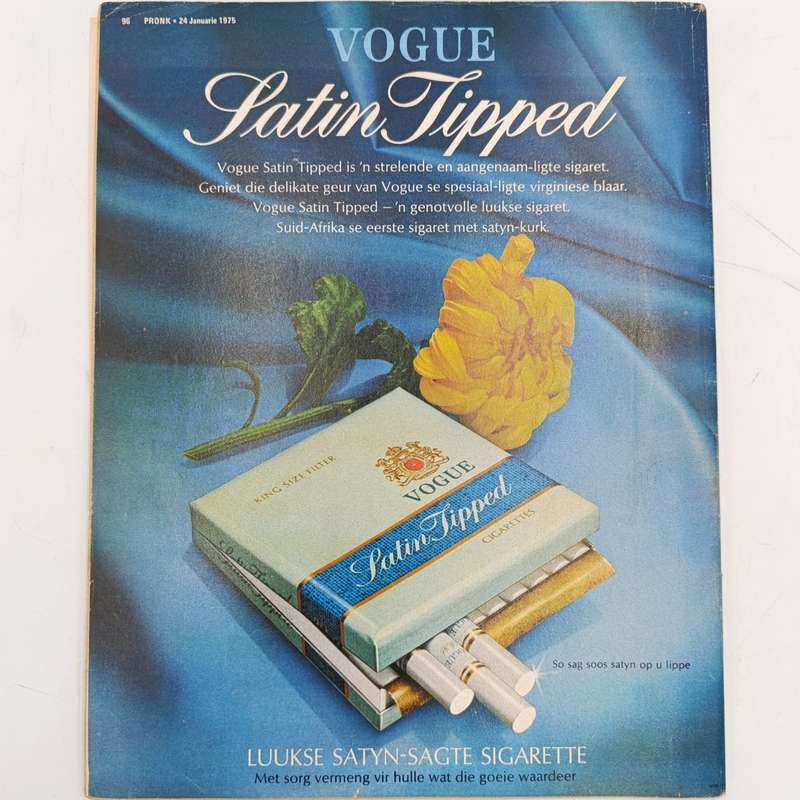 96 PRONK • 24 Januarie 1975
VOGUE
Satin Tipped
Vogue Satin Tipped is 'n strelende en aangenaam-ligte sigaret.
Geniet die delikate geur van Vogue se spesiaal-ligte virginiese blaar.
Vogue Satin Tipped – 'n genotvolle luukse sigaret.
Suid-Afrika se eerste sigaret met satyn-kurk.
KING SIZE FILTER
VOGUE
Satin Tipped
CIGARETTES
So sag soos satyn op u lippe
LUUKSE SATYN-SAGTE SIGARETTE
Met sorg vermeng vir hulle wat die goeie waardeer